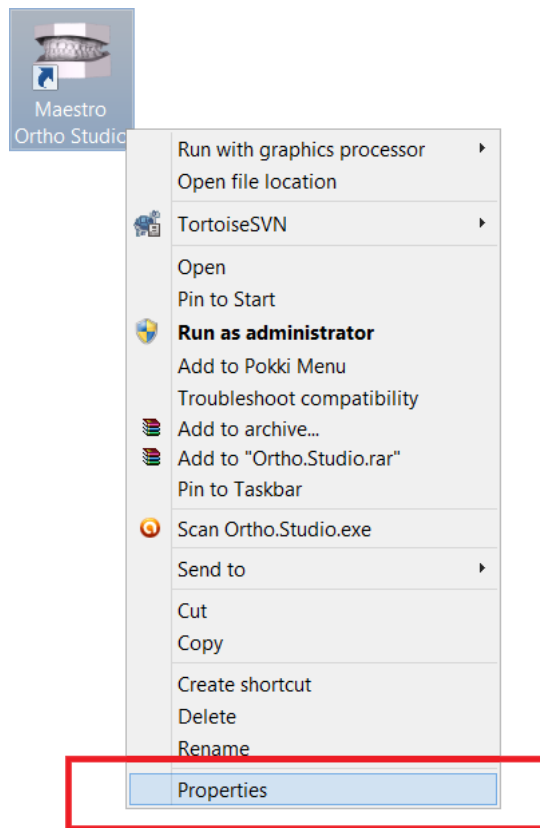 Maestro
Ortho Studio
Run with graphics processor
Open file location
TortoiseSVN
Open
Pin to Start
Run as administrator
Add to Pokki Menu
Troubleshoot compatibility
Add to archive...
Add to "Ortho.Studio.rar"
Pin to Taskbar
Scan Ortho.Studio.exe
Send to
Cut
Copy
Create shortcut
Delete
Rename
Properties